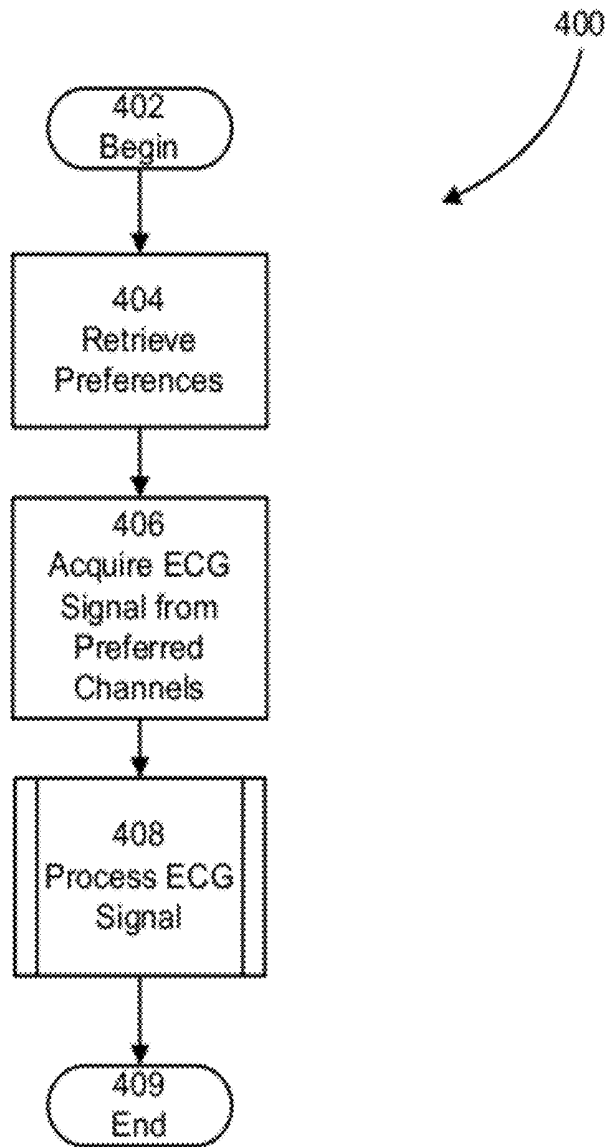 400
402
Begin
404
Retrieve
Preferences
406
Acquire ECG
Signal from
Preferred
Channels
408
Process ECG
Signal
409
End